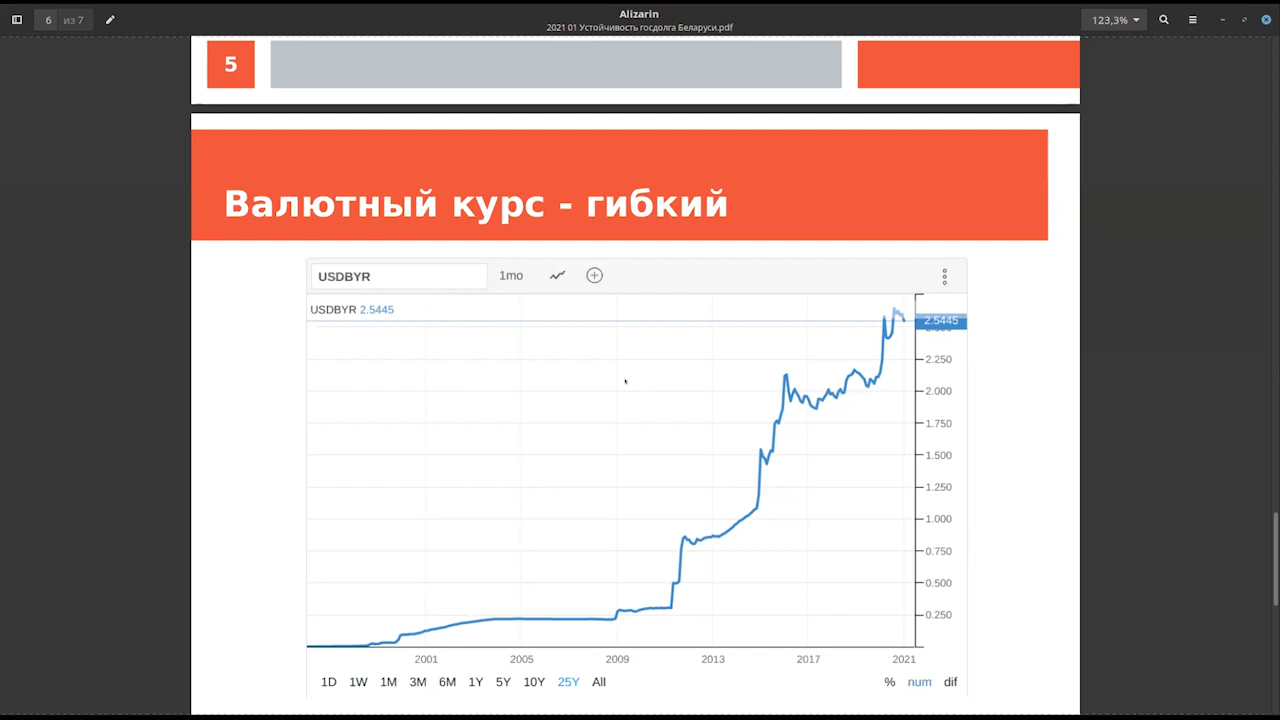 6 из 7
Alizarin
2021 01 Устойчивость госдолга Беларуси.pdf
123,3%
5
Валютный курс - гибкий
USDBYR
1mo
USDBYR 2.5445
2.5445
2.250
2.000
1.750
1.500
1.250
1.000
0.750
0.500
0.250
2001 2005 2009 2013 2017 2021
1D 1W 1M 3M 6M 1Y 5Y 10Y 25Y All % num dif